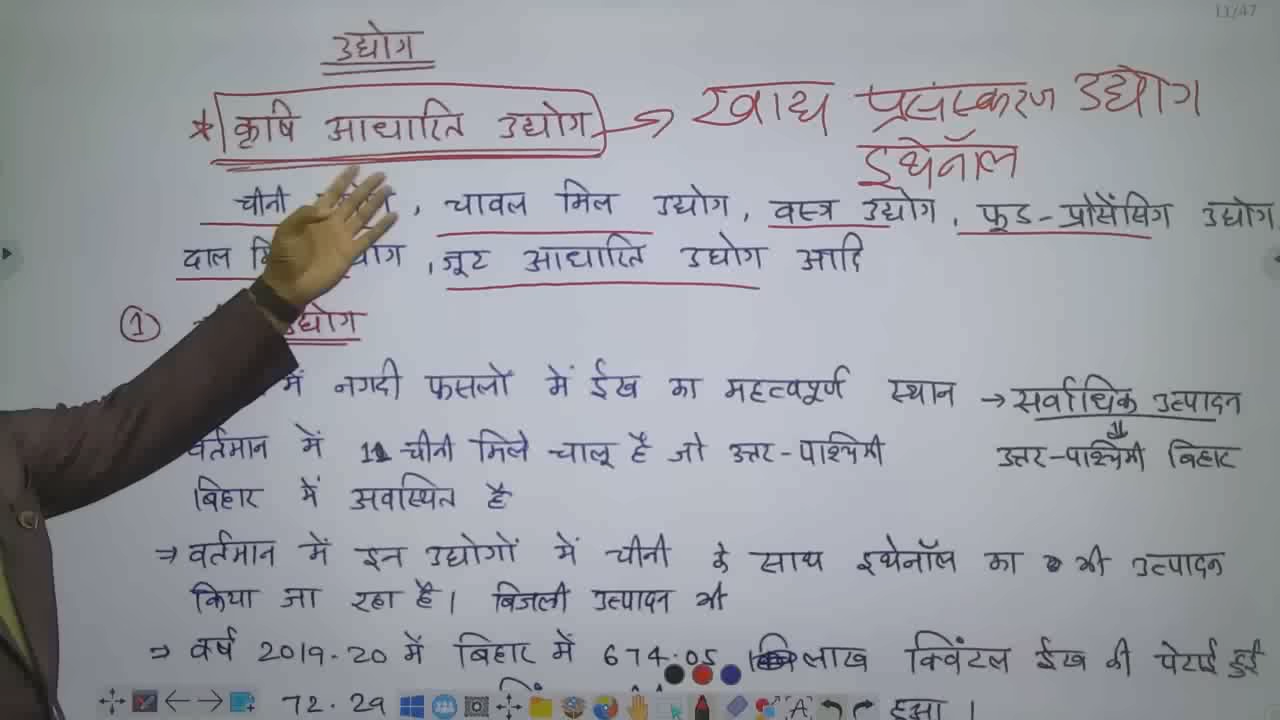 11/47
उद्योग
* कृषि आधारित उद्योग → खाद्य प्रसंस्करण उद्योग
इथेनॉल
चीनी , चावल मिल उद्योग, वस्त्र उद्योग, फूड-प्रोसेसिंग उद्योग
दाल , जूट आधारित उद्योग आदि
① उद्योग
में नगदी फसलों में ईख का महत्वपूर्ण स्थान → सर्वाधिक उत्पादन
वर्तमान में 11 चीनी मिले चालू है जो उत्तर-पश्चिमी
उत्तर-पश्चिमी बिहार
बिहार में अवस्थित है
→ वर्तमान में इन उद्योगों में चीनी के साथ इथेनॉल का भी उत्पादन
किया जा रहा है। बिजली उत्पादन भी
→ वर्ष 2019-20 में बिहार में 674.05 लाख क्विंटल ईख की पेराई हुई
72.29 हुआ।